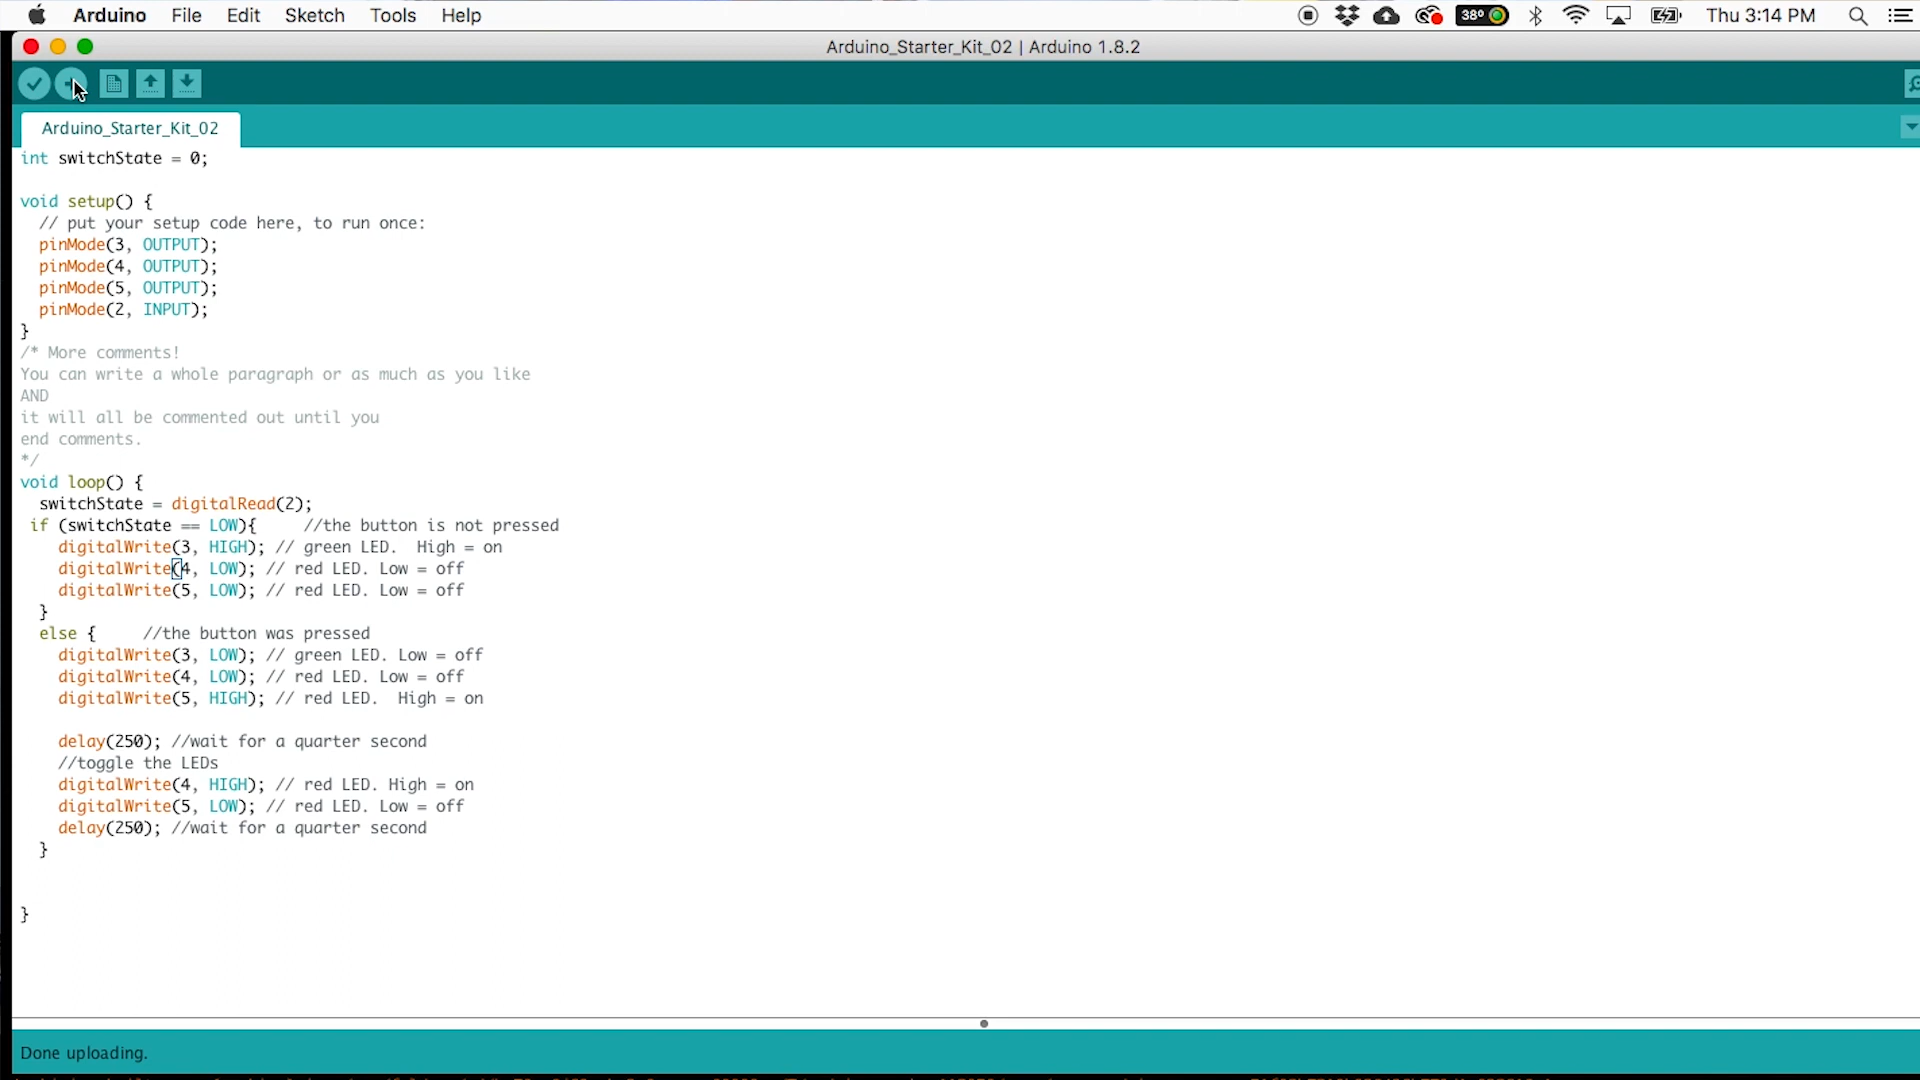 Arduino File Edit Sketch Tools Help 38° Thu 3:14 PM
Arduino_Starter_Kit_02 | Arduino 1.8.2
Arduino_Starter_Kit_02
int switchState = 0;
void setup() {
// put your setup code here, to run once:
pinMode(3, OUTPUT);
pinMode(4, OUTPUT);
pinMode(5, OUTPUT);
pinMode(2, INPUT);
}
/* More comments!
You can write a whole paragraph or as much as you like
AND
it will all be commented out until you
end comments.
*/
void loop() {
switchState = digitalRead(2);
if (switchState == LOW){ //the button is not pressed
digitalWrite(3, HIGH); // green LED. High = on
digitalWrite(4, LOW); // red LED. Low = off
digitalWrite(5, LOW); // red LED. Low = off
}
else { //the button was pressed
digitalWrite(3, LOW); // green LED. Low = off
digitalWrite(4, LOW); // red LED. Low = off
digitalWrite(5, HIGH); // red LED. High = on
delay(250); //wait for a quarter second
//toggle the LEDs
digitalWrite(4, HIGH); // red LED. High = on
digitalWrite(5, LOW); // red LED. Low = off
delay(250); //wait for a quarter second
}
}
Done uploading.